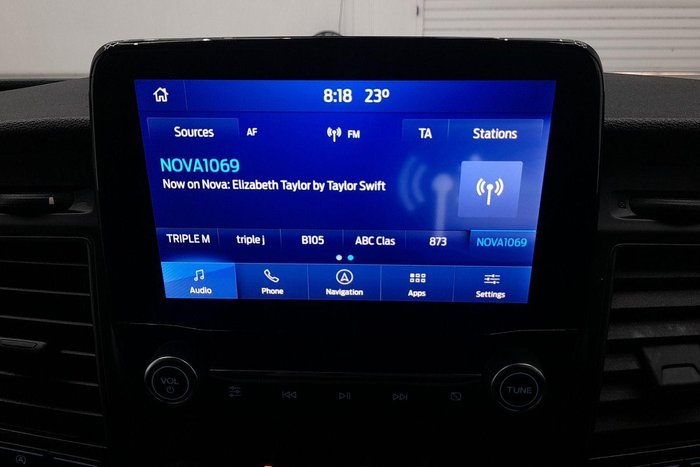 8:18 23º
Sources AF FM TA Stations
NOVA1069
Now on Nova: Elizabeth Taylor by Taylor Swift
TRIPLE M triple j B105 ABC Clas 873 NOVA1069
Audio Phone Navigation Apps Settings
VOL TUNE